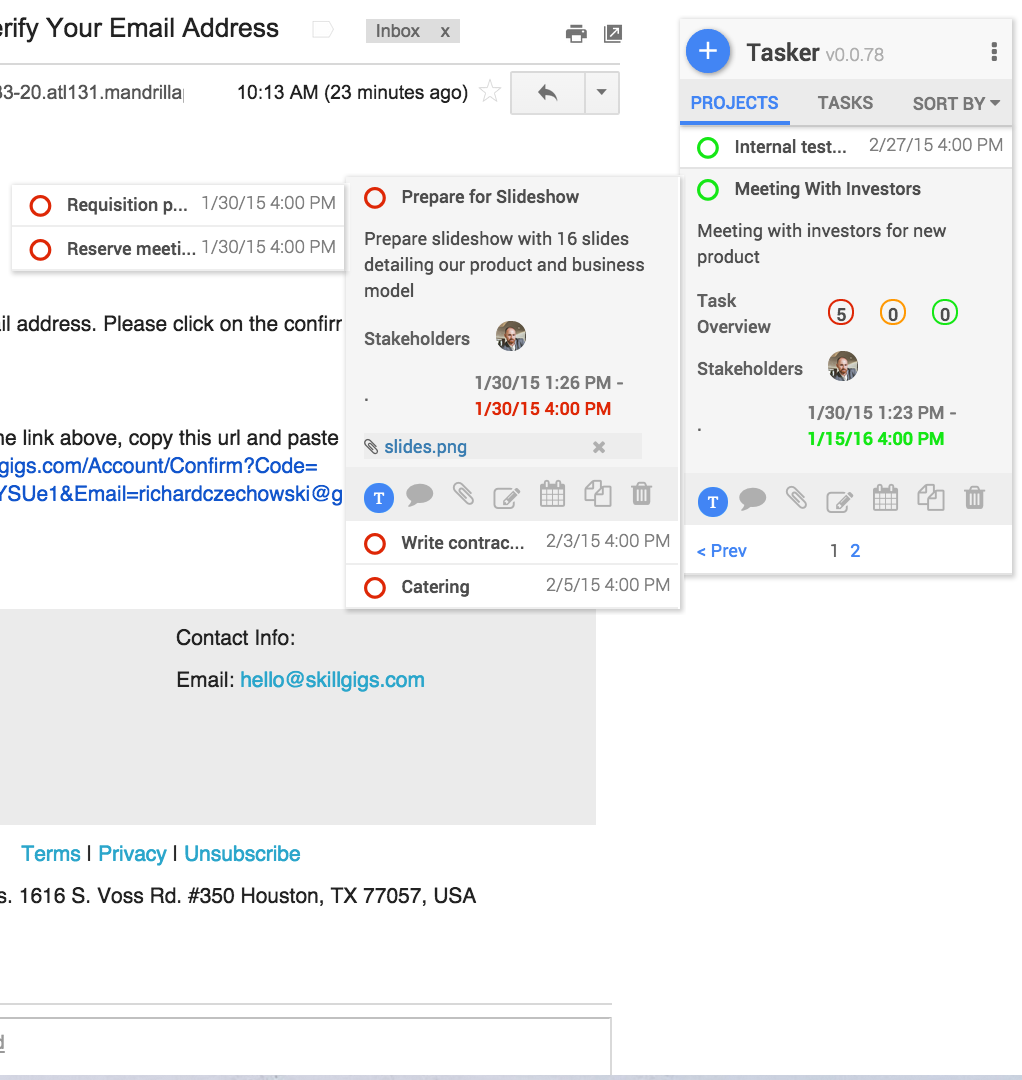 erify Your Email Address
Inbox x
33-20.atl131.mandrillap
10:13 AM (23 minutes ago)
Requisition p... 1/30/15 4:00 PM
Reserve meeti... 1/30/15 4:00 PM
il address. Please click on the confirr
he link above, copy this url and paste
gigs.com/Account/Confirm?Code=
YSUe1&Email=richardczechowski@g
Prepare for Slideshow
Prepare slideshow with 16 slides
detailing our product and business
model
Stakeholders
. 1/30/15 1:26 PM -
1/30/15 4:00 PM
slides.png
T
Write contrac... 2/3/15 4:00 PM
Catering 2/5/15 4:00 PM
+ Tasker v0.0.78
PROJECTS TASKS SORT BY
Internal test... 2/27/15 4:00 PM
Meeting With Investors
Meeting with investors for new
product
Task
Overview
5 0 0
Stakeholders
. 1/30/15 1:23 PM -
1/15/16 4:00 PM
T
< Prev 1 2
Contact Info:
Email: hello@skillgigs.com
Terms I Privacy I Unsubscribe
s. 1616 S. Voss Rd. #350 Houston, TX 77057, USA
d